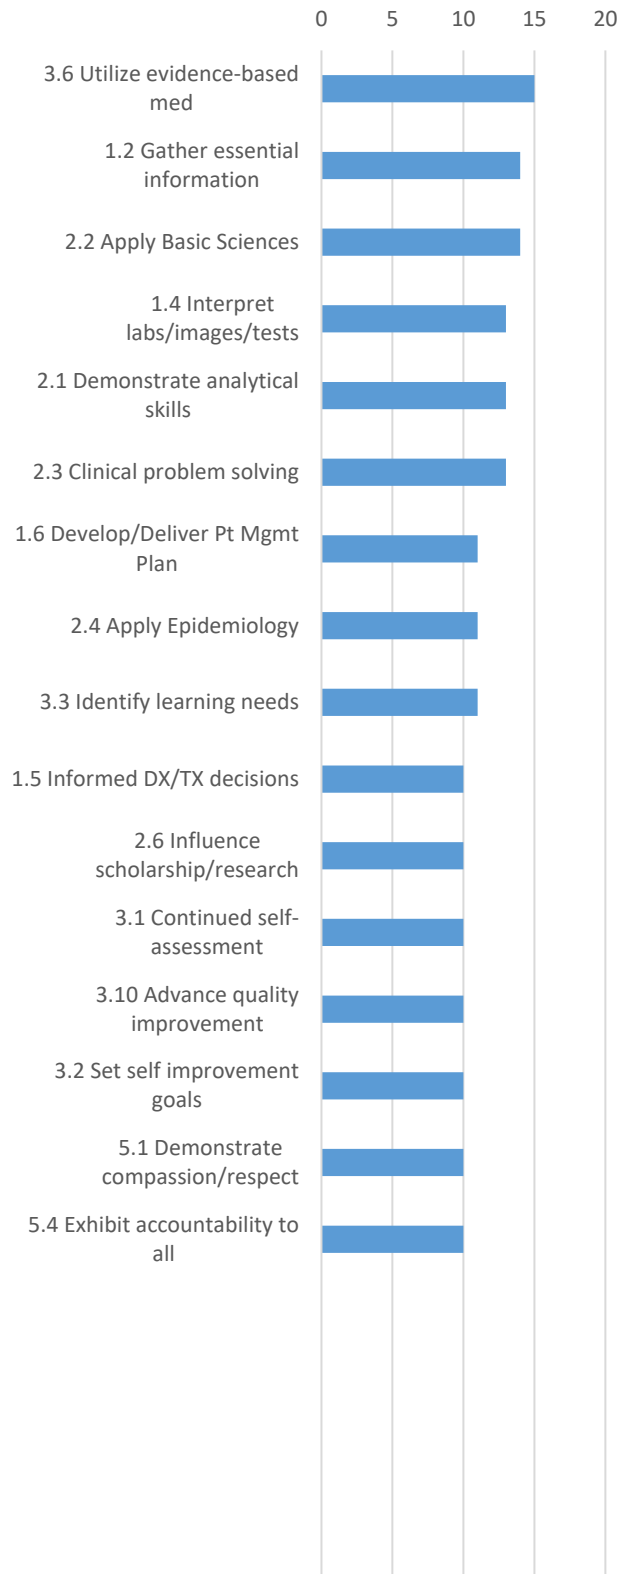 0 5 10 15 20
3.6 Utilize evidence-based
med
1.2 Gather essential
information
2.2 Apply Basic Sciences
1.4 Interpret
labs/images/tests
2.1 Demonstrate analytical
skills
2.3 Clinical problem solving
1.6 Develop/Deliver Pt Mgmt
Plan
2.4 Apply Epidemiology
3.3 Identify learning needs
1.5 Informed DX/TX decisions
2.6 Influence
scholarship/research
3.1 Continued self-
assessment
3.10 Advance quality
improvement
3.2 Set self improvement
goals
5.1 Demonstrate
compassion/respect
5.4 Exhibit accountability to
all